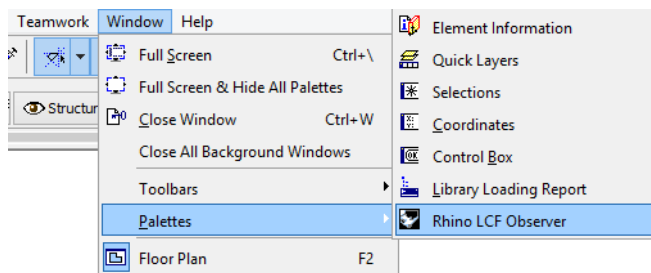 Teamwork Window Help
Full Screen Ctrl+\
Full Screen & Hide All Palettes
Structur
Close Window Ctrl+W
Close All Background Windows
Toolbars
Palettes
Floor Plan F2
Element Information
Quick Layers
Selections
Coordinates
Control Box
Library Loading Report
Rhino LCF Observer